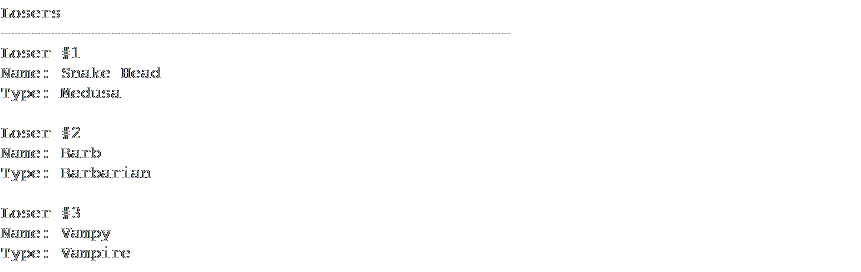 Losers
---------------------------------------------------
Loser #1
Name: Snake Head
Type: Medusa

Loser #2
Name: Barb
Type: Barbarian

Loser #3
Name: Vampy
Type: Vampire